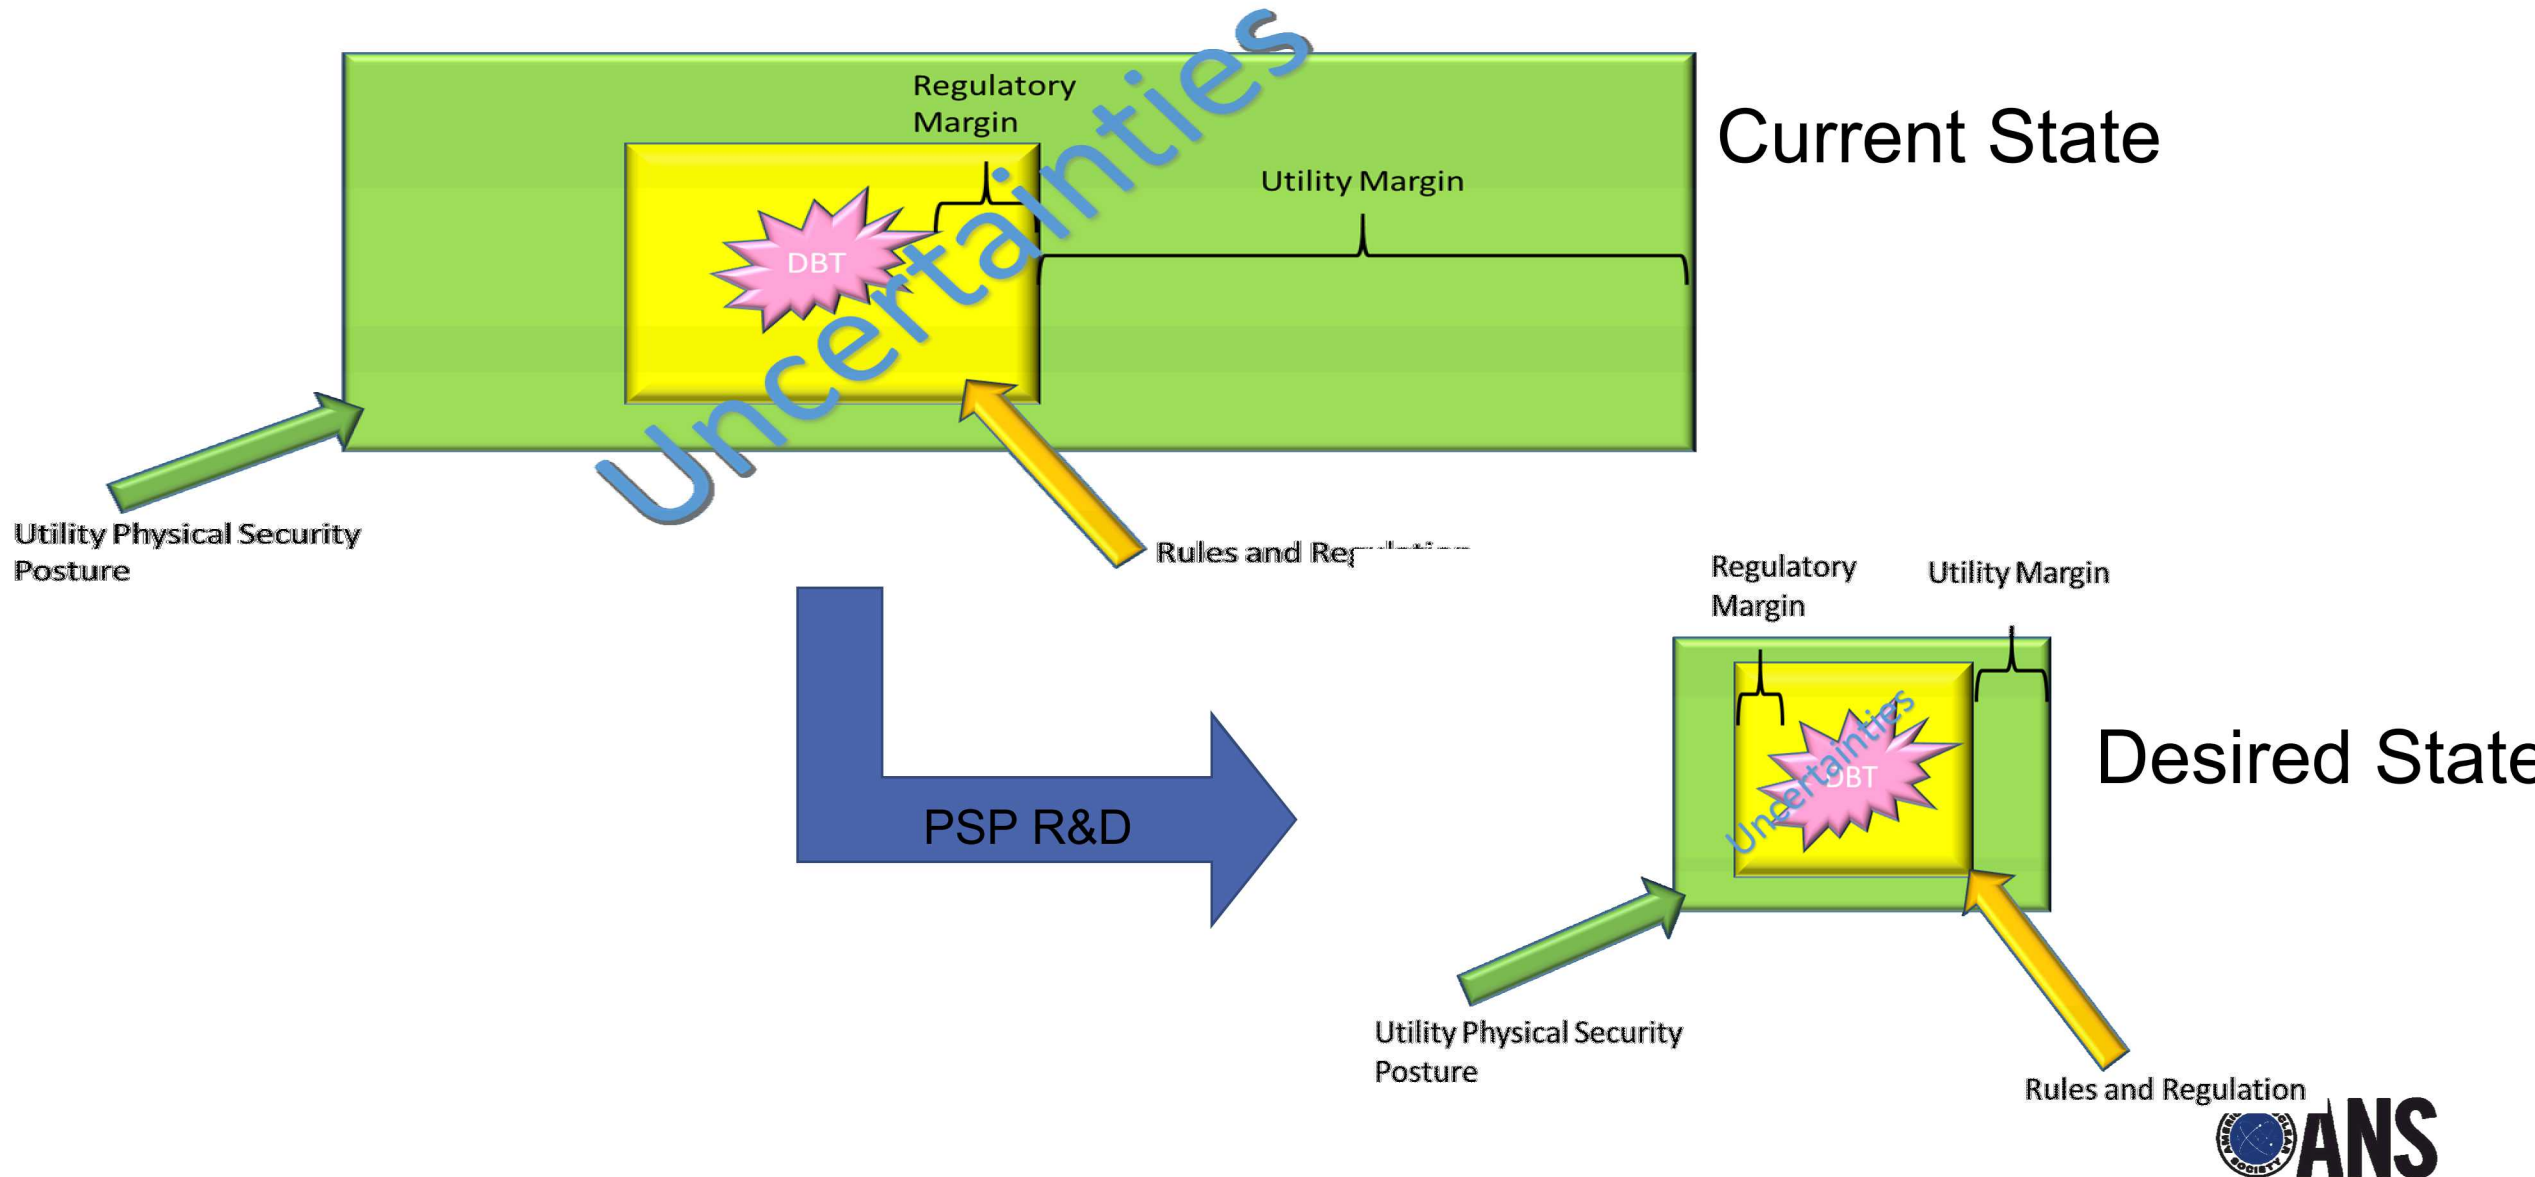 Uncertainties
Regulatory
Margin
Current State
Utility Margin
DBT
Utility Physical Security
Posture
Rules and
Regulatory
Margin
Utility Margin
Uncertainties
DBT
Desired State
PSP R&D
Utility Physical Security
Posture
Rules and Regulation
ANS
SOCIETY